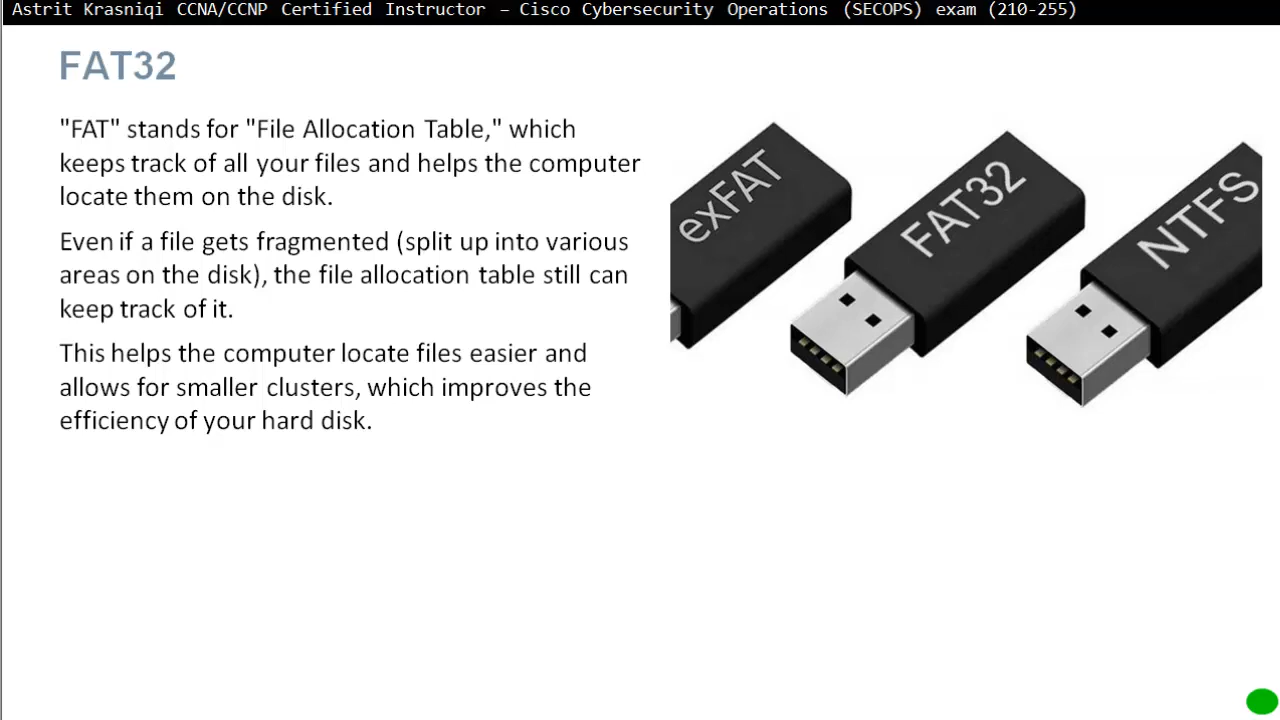 Astrit Krasniqi CCNA/CCNP Certified Instructor – Cisco Cybersecurity Operations (SECOPS) exam (210-255)
FAT32
"FAT" stands for "File Allocation Table," which
keeps track of all your files and helps the computer
locate them on the disk.
Even if a file gets fragmented (split up into various
areas on the disk), the file allocation table still can
keep track of it.
This helps the computer locate files easier and
allows for smaller clusters, which improves the
efficiency of your hard disk.
exFAT
FAT32
NTFS